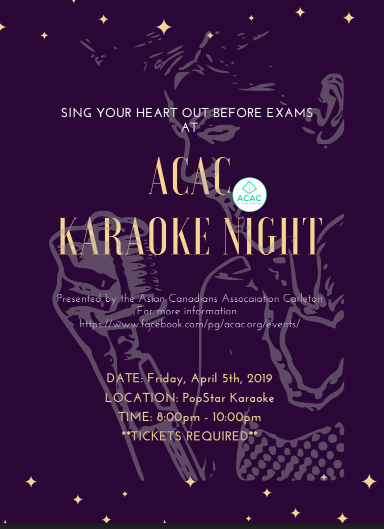 SING YOUR HEART OUT BEFORE EXAMS
AT
ACAC
ACAC
KARAOKE NIGHT
Presented by the Asian Canadians Assocaiation Carleton
For more information:
https://www.facebook.com/pg/acac.org/events/
DATE: Friday, April 5th, 2019
LOCATION: PopStar Karaoke
TIME: 8:00pm - 10:00pm
**TICKETS REQUIRED**